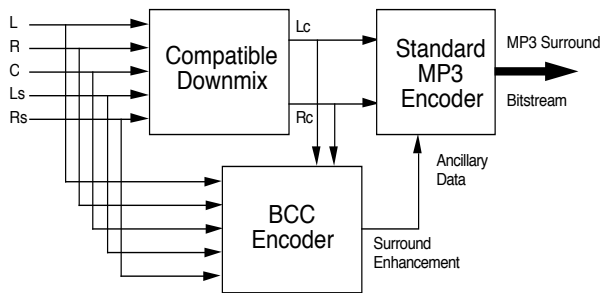 L
R
C
Ls
Rs
Compatible
Downmix
Lc
Rc
Standard
MP3
Encoder
MP3 Surround
Bitstream
BCC
Encoder
Ancillary
Data
Surround
Enhancement